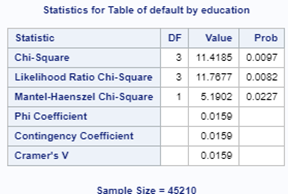 Statistics for Table of default by education
Statistic DF Value Prob
Chi-Square 3 11.4185 0.0097
Likelihood Ratio Chi-Square 3 11.7677 0.0082
Mantel-Haenszel Chi-Square 1 5.1902 0.0227
Phi Coefficient 0.0159
Contingency Coefficient 0.0159
Cramer's V 0.0159
Sample Size = 45210